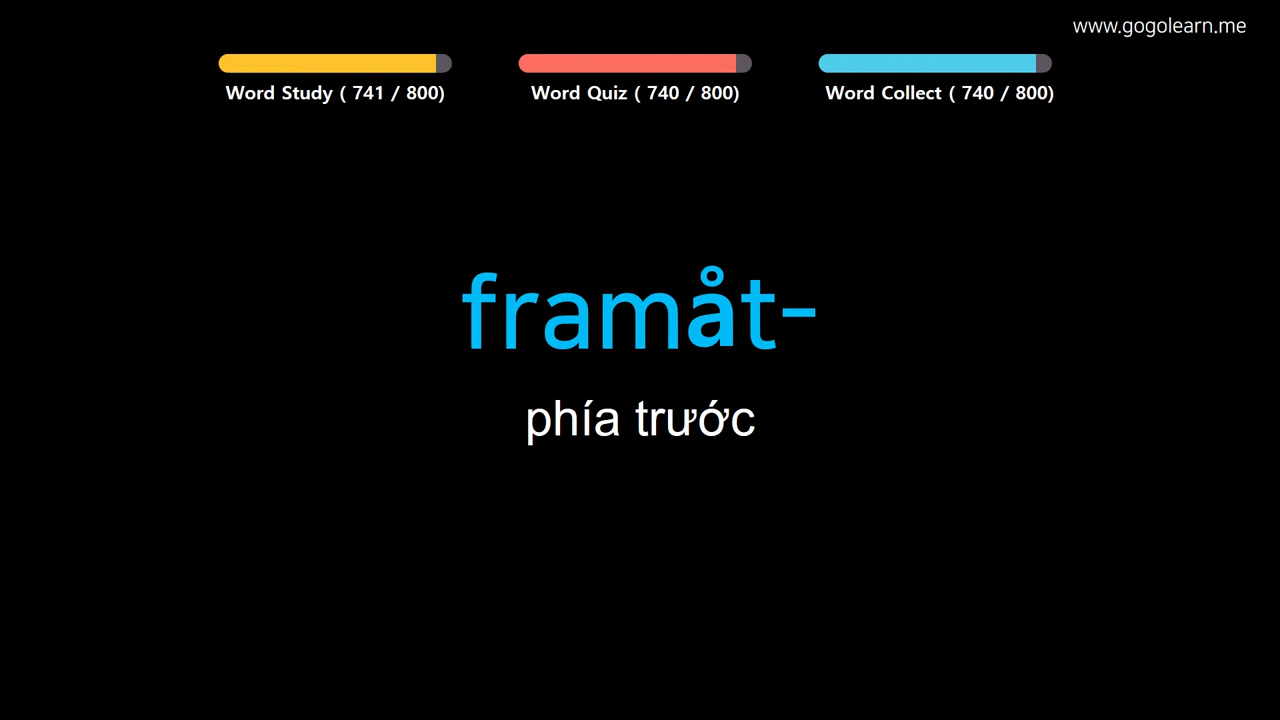 www.gogolearn.me
Word Study ( 741 / 800)
Word Quiz ( 740 / 800)
Word Collect ( 740 / 800)
framåt-
phía trước